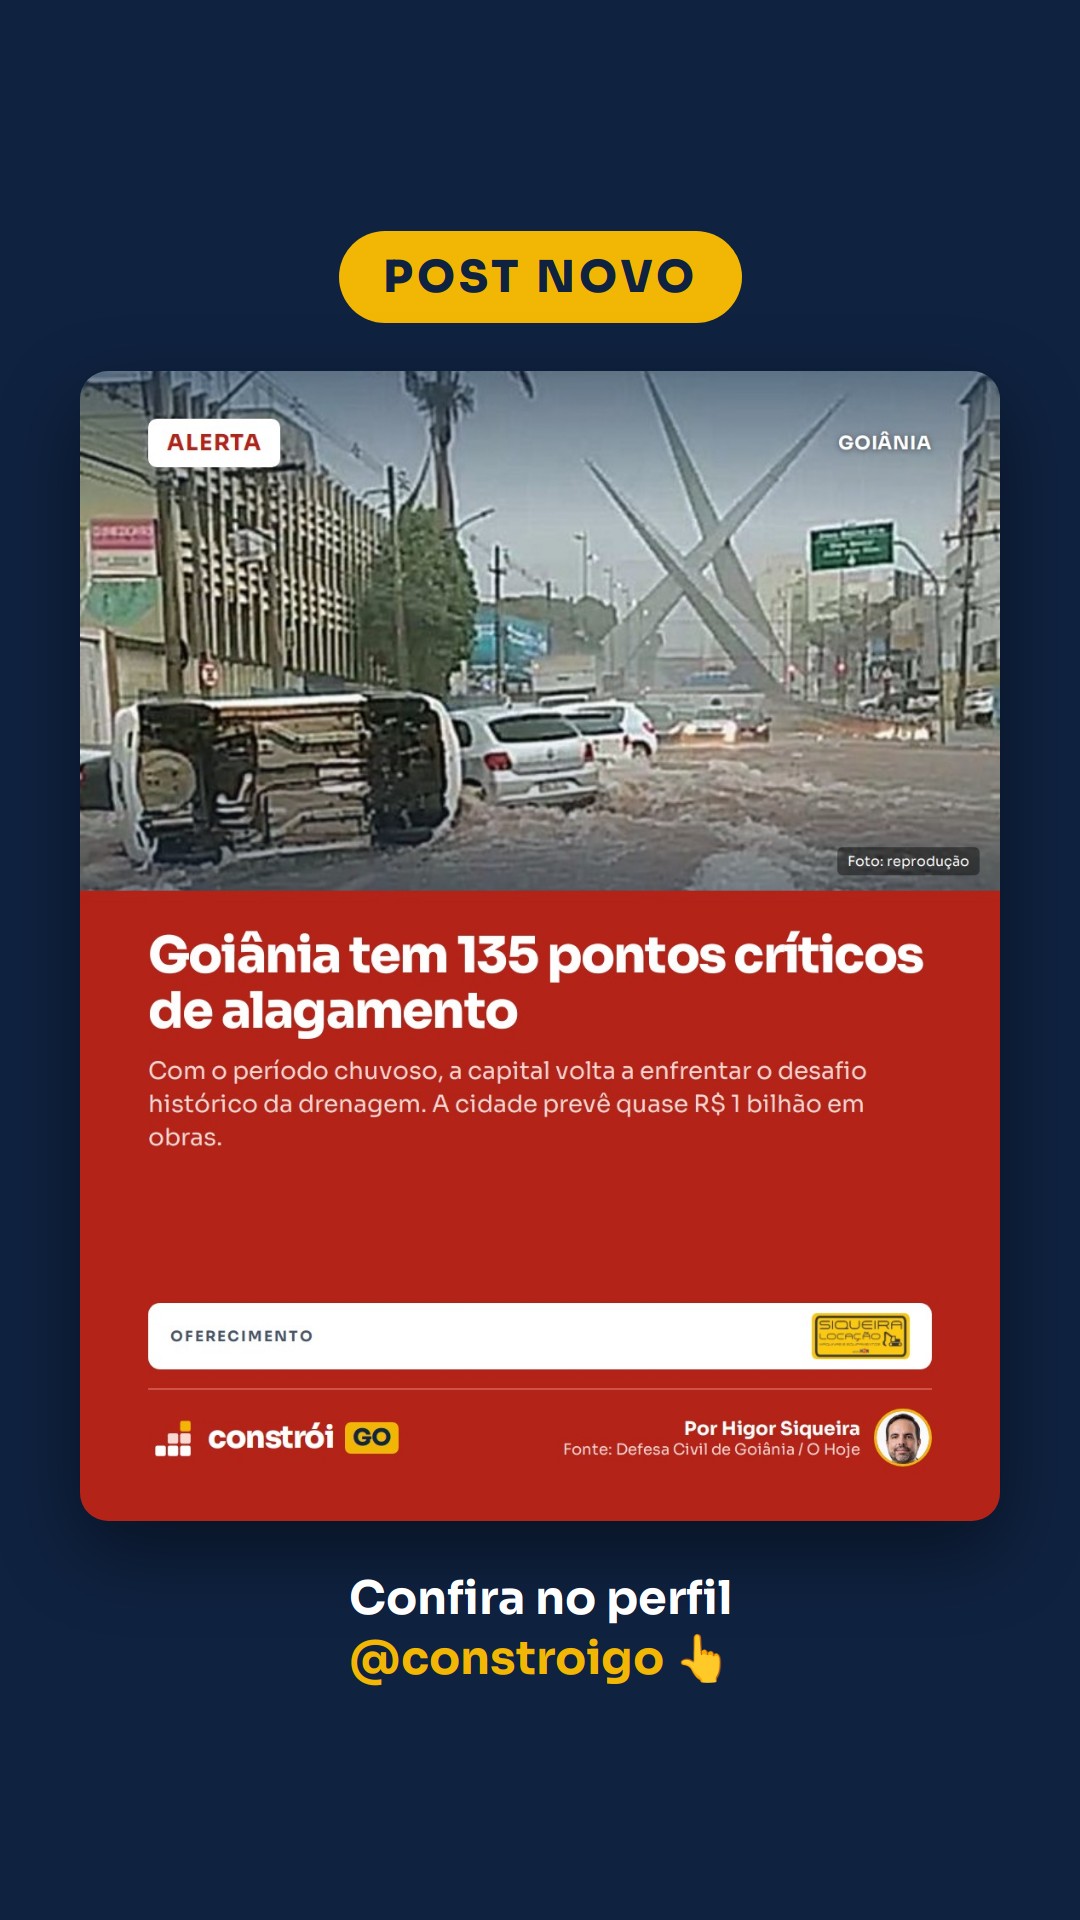 POST NOVO
ALERTA
GOIÂNIA
Foto: reprodução
Goiânia tem 135 pontos críticos
de alagamento
Com o período chuvoso, a capital volta a enfrentar o desafio
histórico da drenagem. A cidade prevê quase R$ 1 bilhão em
obras.
OFERECIMENTO
SIQUEIRA
LOCAÇÃO
constrói GO
Por Higor Siqueira
Fonte: Defesa Civil de Goiânia / O Hoje
Confira no perfil
@constroigo 👆